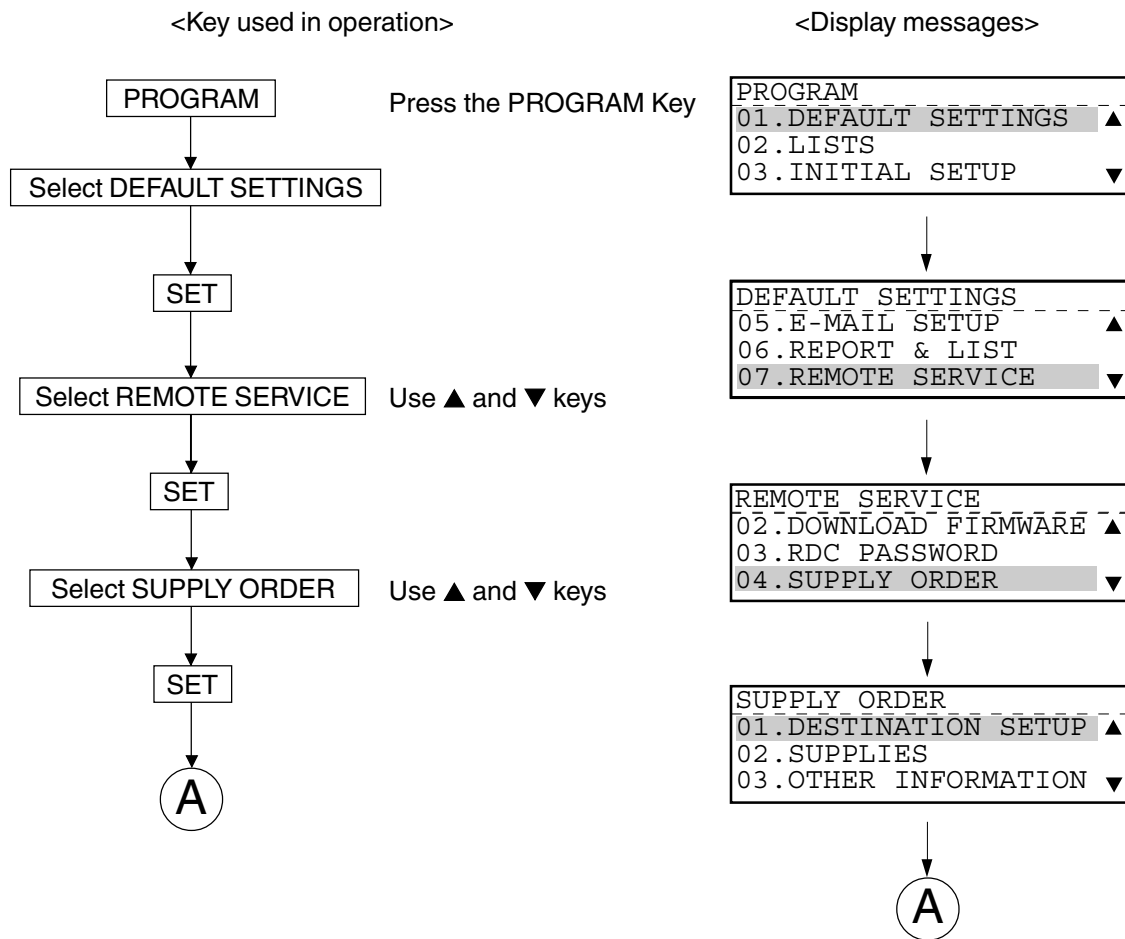 <Key used in operation>
<Display messages>
PROGRAM
Press the PROGRAM Key
Select DEFAULT SETTINGS
SET
Select REMOTE SERVICE
Use ▲ and ▼ keys
SET
Select SUPPLY ORDER
Use ▲ and ▼ keys
SET
A
PROGRAM
01.DEFAULT SETTINGS ▲
02.LISTS
03.INITIAL SETUP ▼
DEFAULT SETTINGS
05.E-MAIL SETUP ▲
06.REPORT & LIST
07.REMOTE SERVICE ▼
REMOTE SERVICE
02.DOWNLOAD FIRMWARE ▲
03.RDC PASSWORD
04.SUPPLY ORDER ▼
SUPPLY ORDER
01.DESTINATION SETUP ▲
02.SUPPLIES
03.OTHER INFORMATION ▼
A